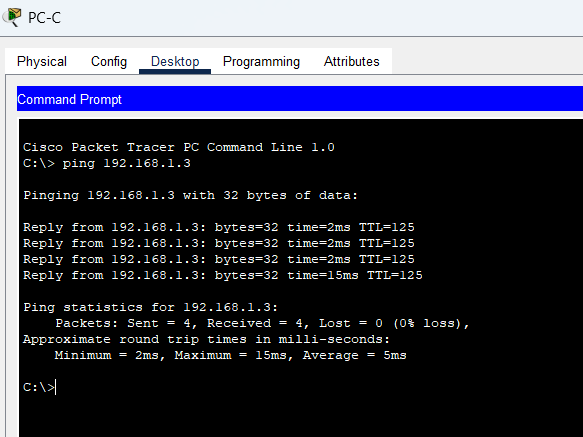 PC-C
Physical Config Desktop Programming Attributes
Command Prompt
Cisco Packet Tracer PC Command Line 1.0
C:\> ping 192.168.1.3
Pinging 192.168.1.3 with 32 bytes of data:
Reply from 192.168.1.3: bytes=32 time=2ms TTL=125
Reply from 192.168.1.3: bytes=32 time=2ms TTL=125
Reply from 192.168.1.3: bytes=32 time=2ms TTL=125
Reply from 192.168.1.3: bytes=32 time=15ms TTL=125
Ping statistics for 192.168.1.3:
    Packets: Sent = 4, Received = 4, Lost = 0 (0% loss),
Approximate round trip times in milli-seconds:
    Minimum = 2ms, Maximum = 15ms, Average = 5ms
C:\>